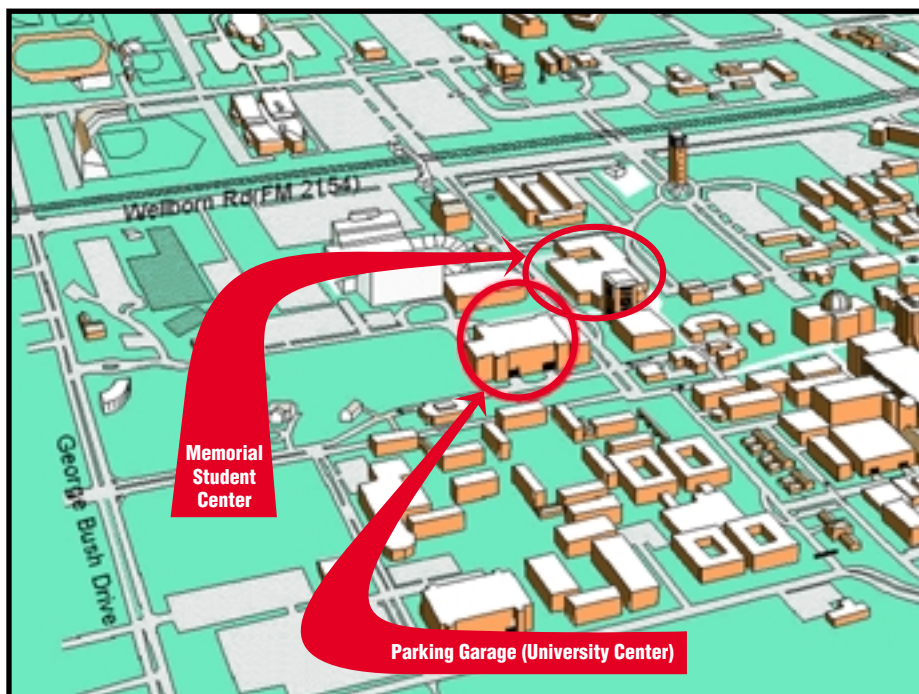 Wellborn Rd(FM 2154)
Memorial
Student
Center
George Bush Drive
Parking Garage (University Center)